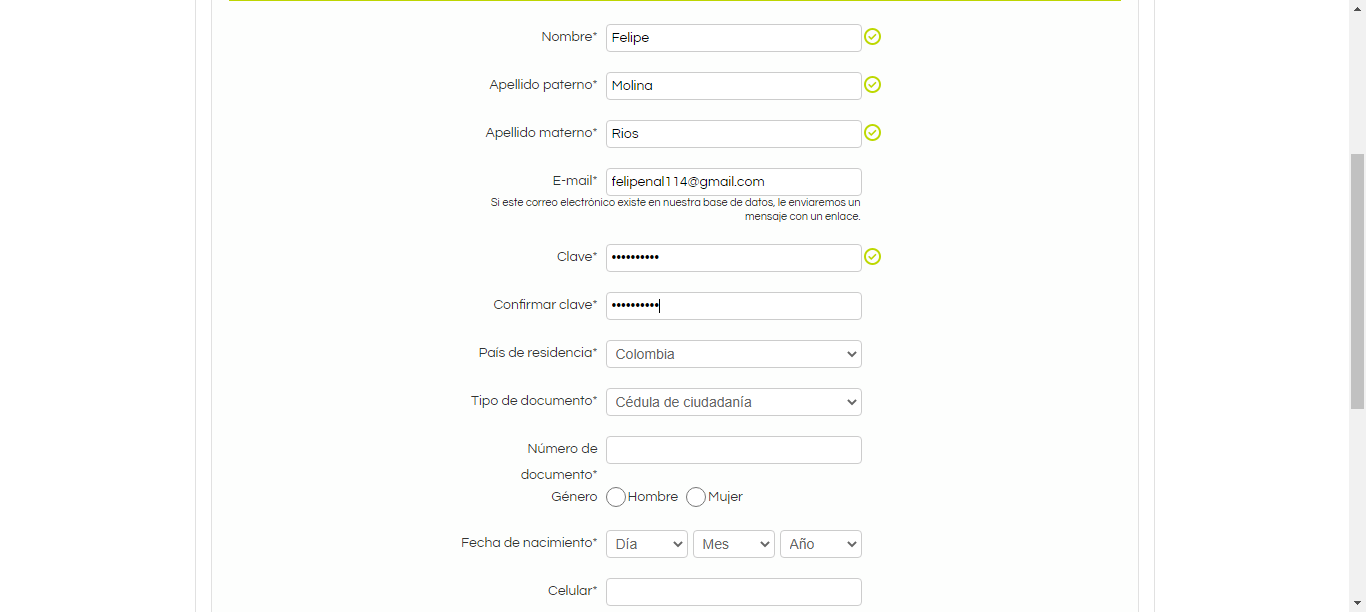 Nombre* Felipe
Apellido paterno* Molina
Apellido materno* Rios
E-mail* felipenal114@gmail.com
Si este correo electrónico existe en nuestra base de datos, le enviaremos un
mensaje con un enlace.
Clave* ••••••••••
Confirmar clave* ••••••••••
País de residencia* Colombia
Tipo de documento* Cédula de ciudadanía
Número de
documento*
Género Hombre Mujer
Fecha de nacimiento* Día Mes Año
Celular*